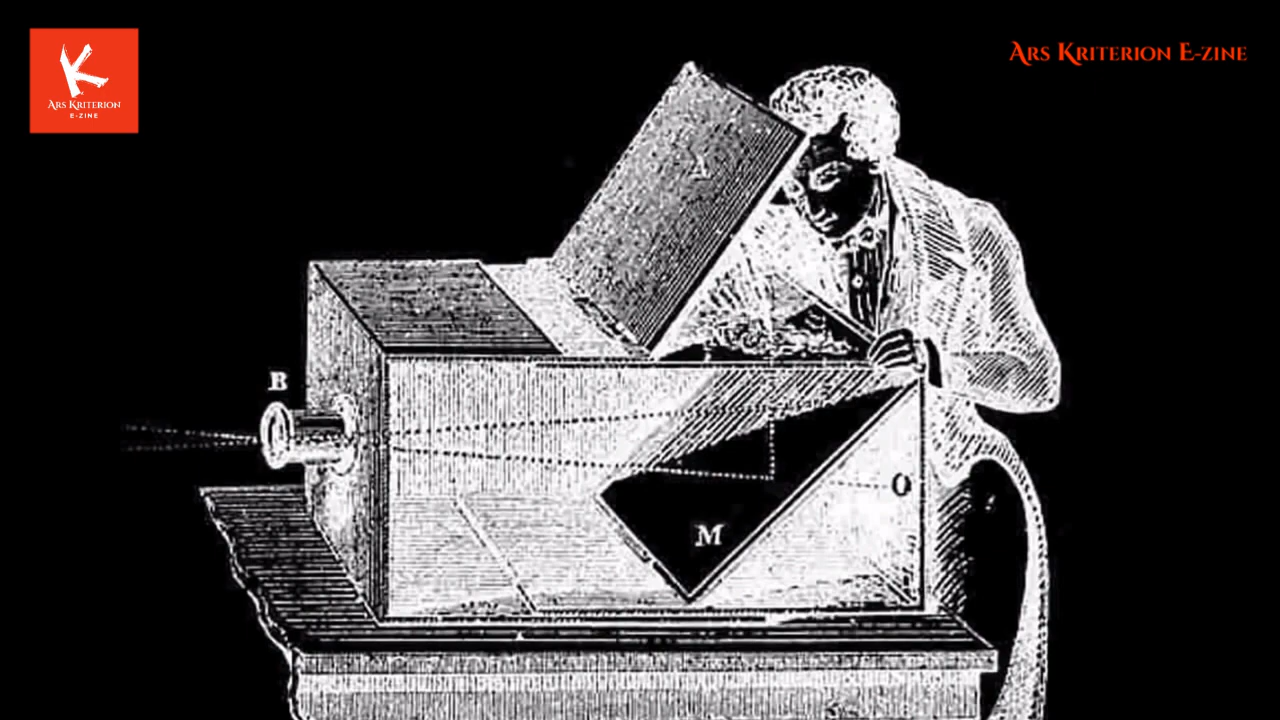 ARS KRITERION
E-ZINE
ARS KRITERION E-ZINE
B
O
M